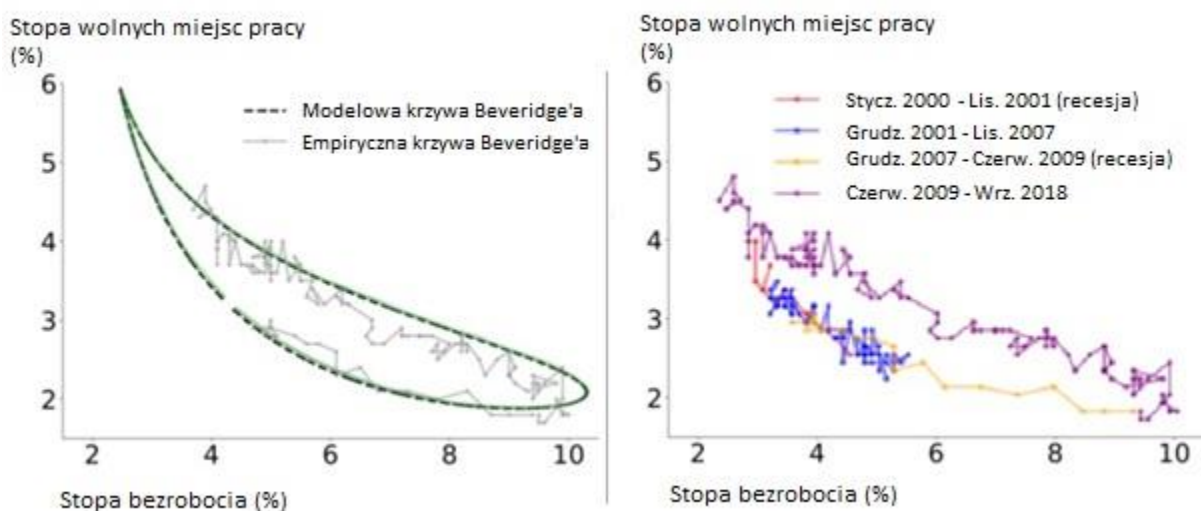 Stopa wolnych miejsc pracy
(%)
6
5
4
3
2
2 4 6 8 10
Modelowa krzywa Beveridge'a
Empiryczna krzywa Beveridge'a
Stopa bezrobocia (%)
Stopa wolnych miejsc pracy
(%)
6
5
4
3
2
2 4 6 8 10
Stycz. 2000 - Lis. 2001 (recesja)
Grudz. 2001 - Lis. 2007
Grudz. 2007 - Czerw. 2009 (recesja)
Czerw. 2009 - Wrz. 2018
Stopa bezrobocia (%)